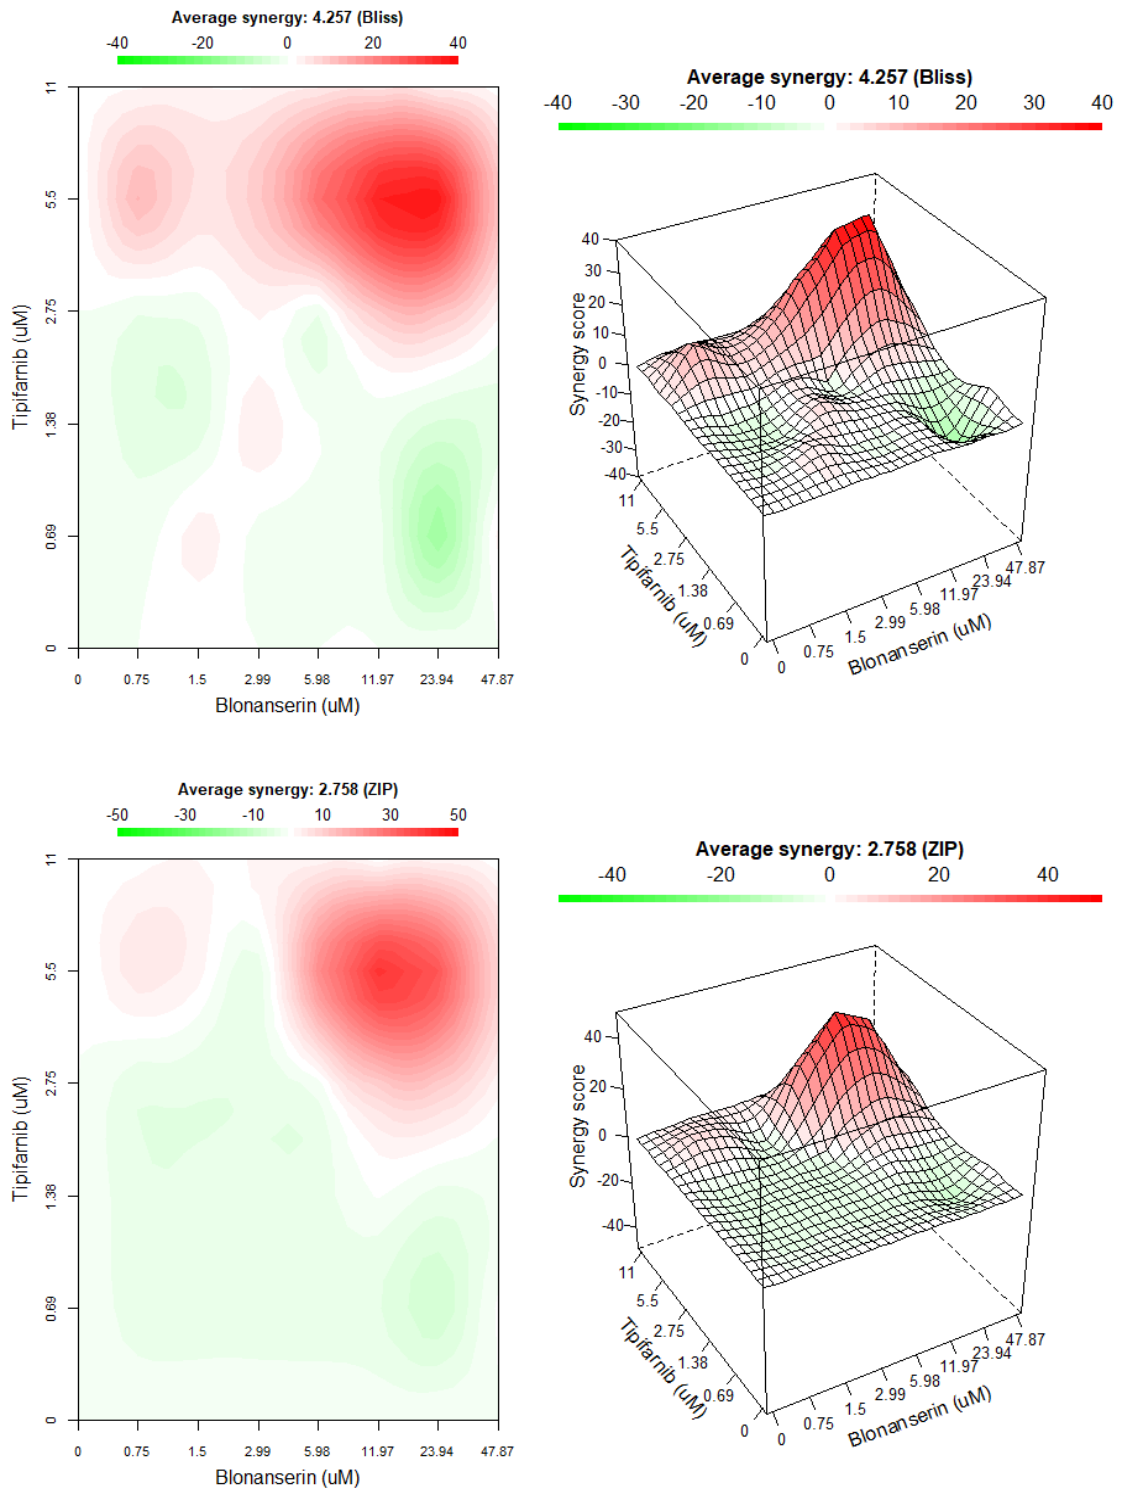 Average synergy: 4.257 (Bliss)
-40 -20 0 20 40
11
5.5
2.75
1.38
0.69
0
Tipifarnib (uM)
0 0.75 1.5 2.99 5.98 11.97 23.94 47.87
Blonanserin (uM)
Average synergy: 4.257 (Bliss)
-40 -30 -20 -10 0 10 20 30 40
40
30
20
10
0
-10
-20
-30
-40
Synergy score
11
5.5
2.75
1.38
0.69
0
Tipifarnib (uM)
0 0.75 1.5 2.99 5.98 11.97 23.94 47.87
Blonanserin (uM)
Average synergy: 2.758 (ZIP)
-50 -30 -10 10 30 50
11
5.5
2.75
1.38
0.69
0
Tipifarnib (uM)
0 0.75 1.5 2.99 5.98 11.97 23.94 47.87
Blonanserin (uM)
Average synergy: 2.758 (ZIP)
-40 -20 0 20 40
40
20
0
-20
-40
Synergy score
11
5.5
2.75
1.38
0.69
0
Tipifarnib (uM)
0 0.75 1.5 2.99 5.98 11.97 23.94 47.87
Blonanserin (uM)